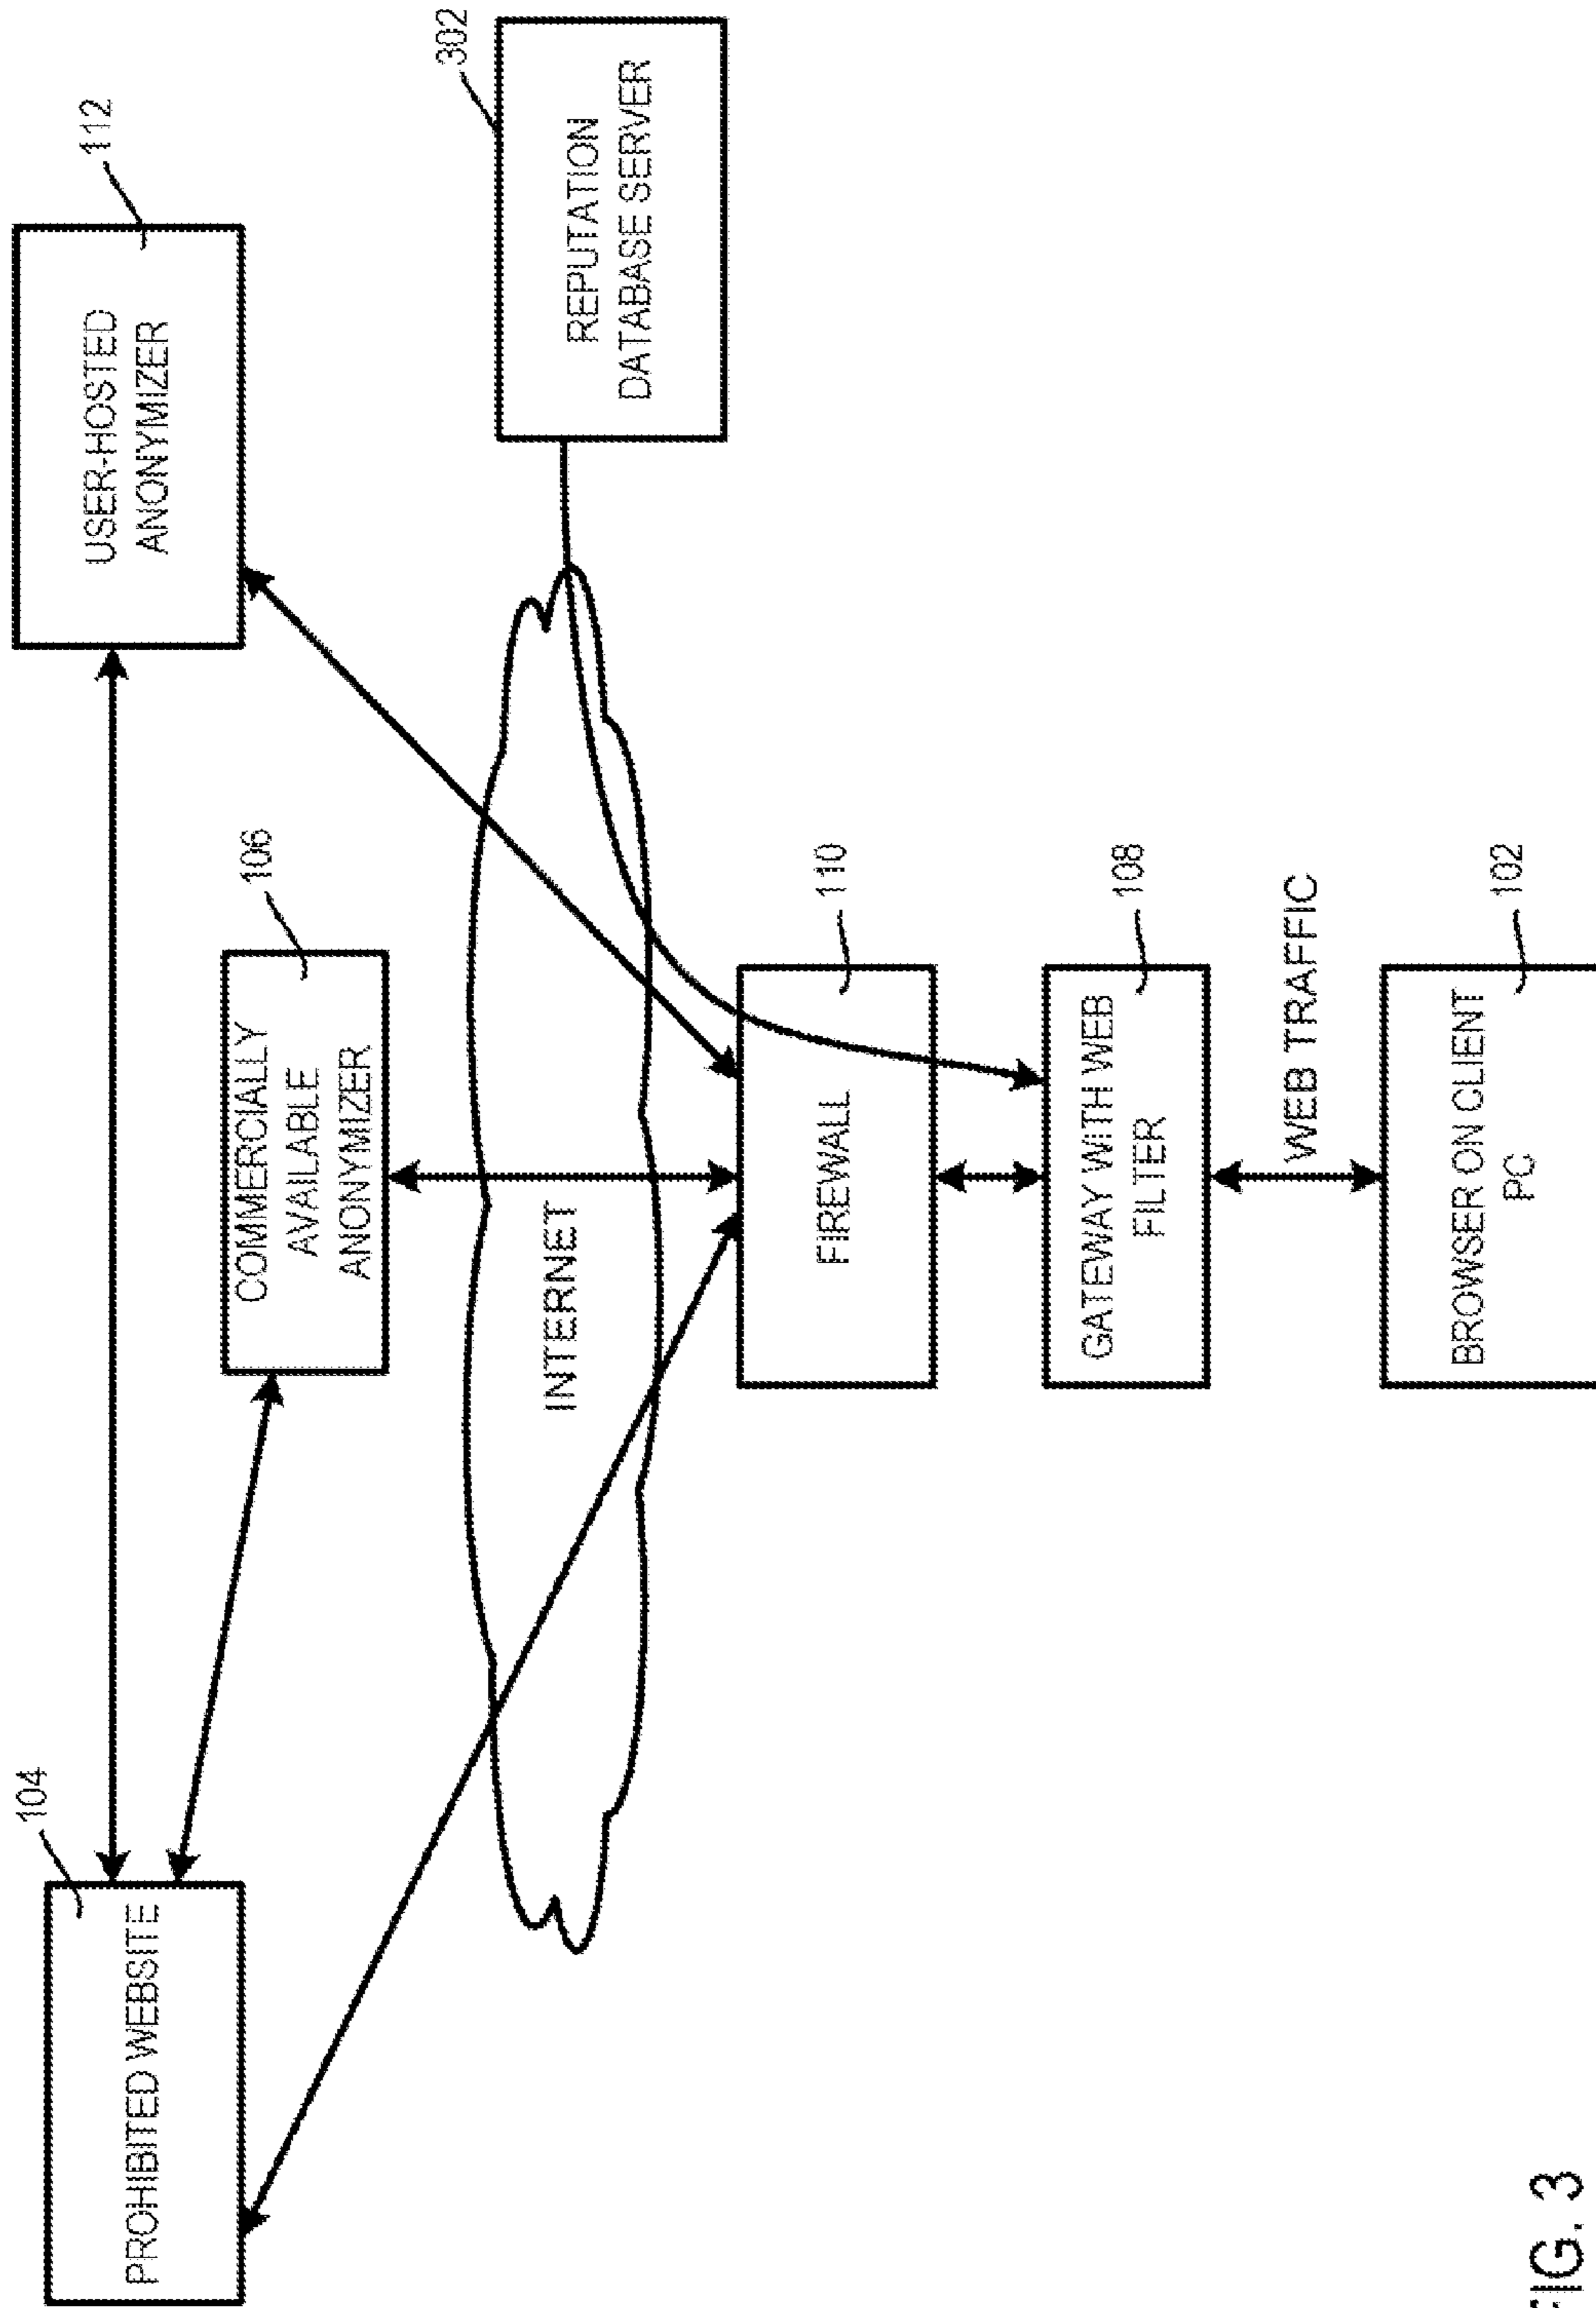 104
PROHIBITED WEBSITE
112
USER-HOSTED
ANONYMIZER
106
COMMERCIALLY
AVAILABLE
ANONYMIZER
302
REPUTATION
DATABASE SERVER
INTERNET
110
FIREWALL
108
GATEWAY WITH WEB
FILTER
WEB TRAFFIC
102
BROWSER ON CLIENT
PC
FIG. 3